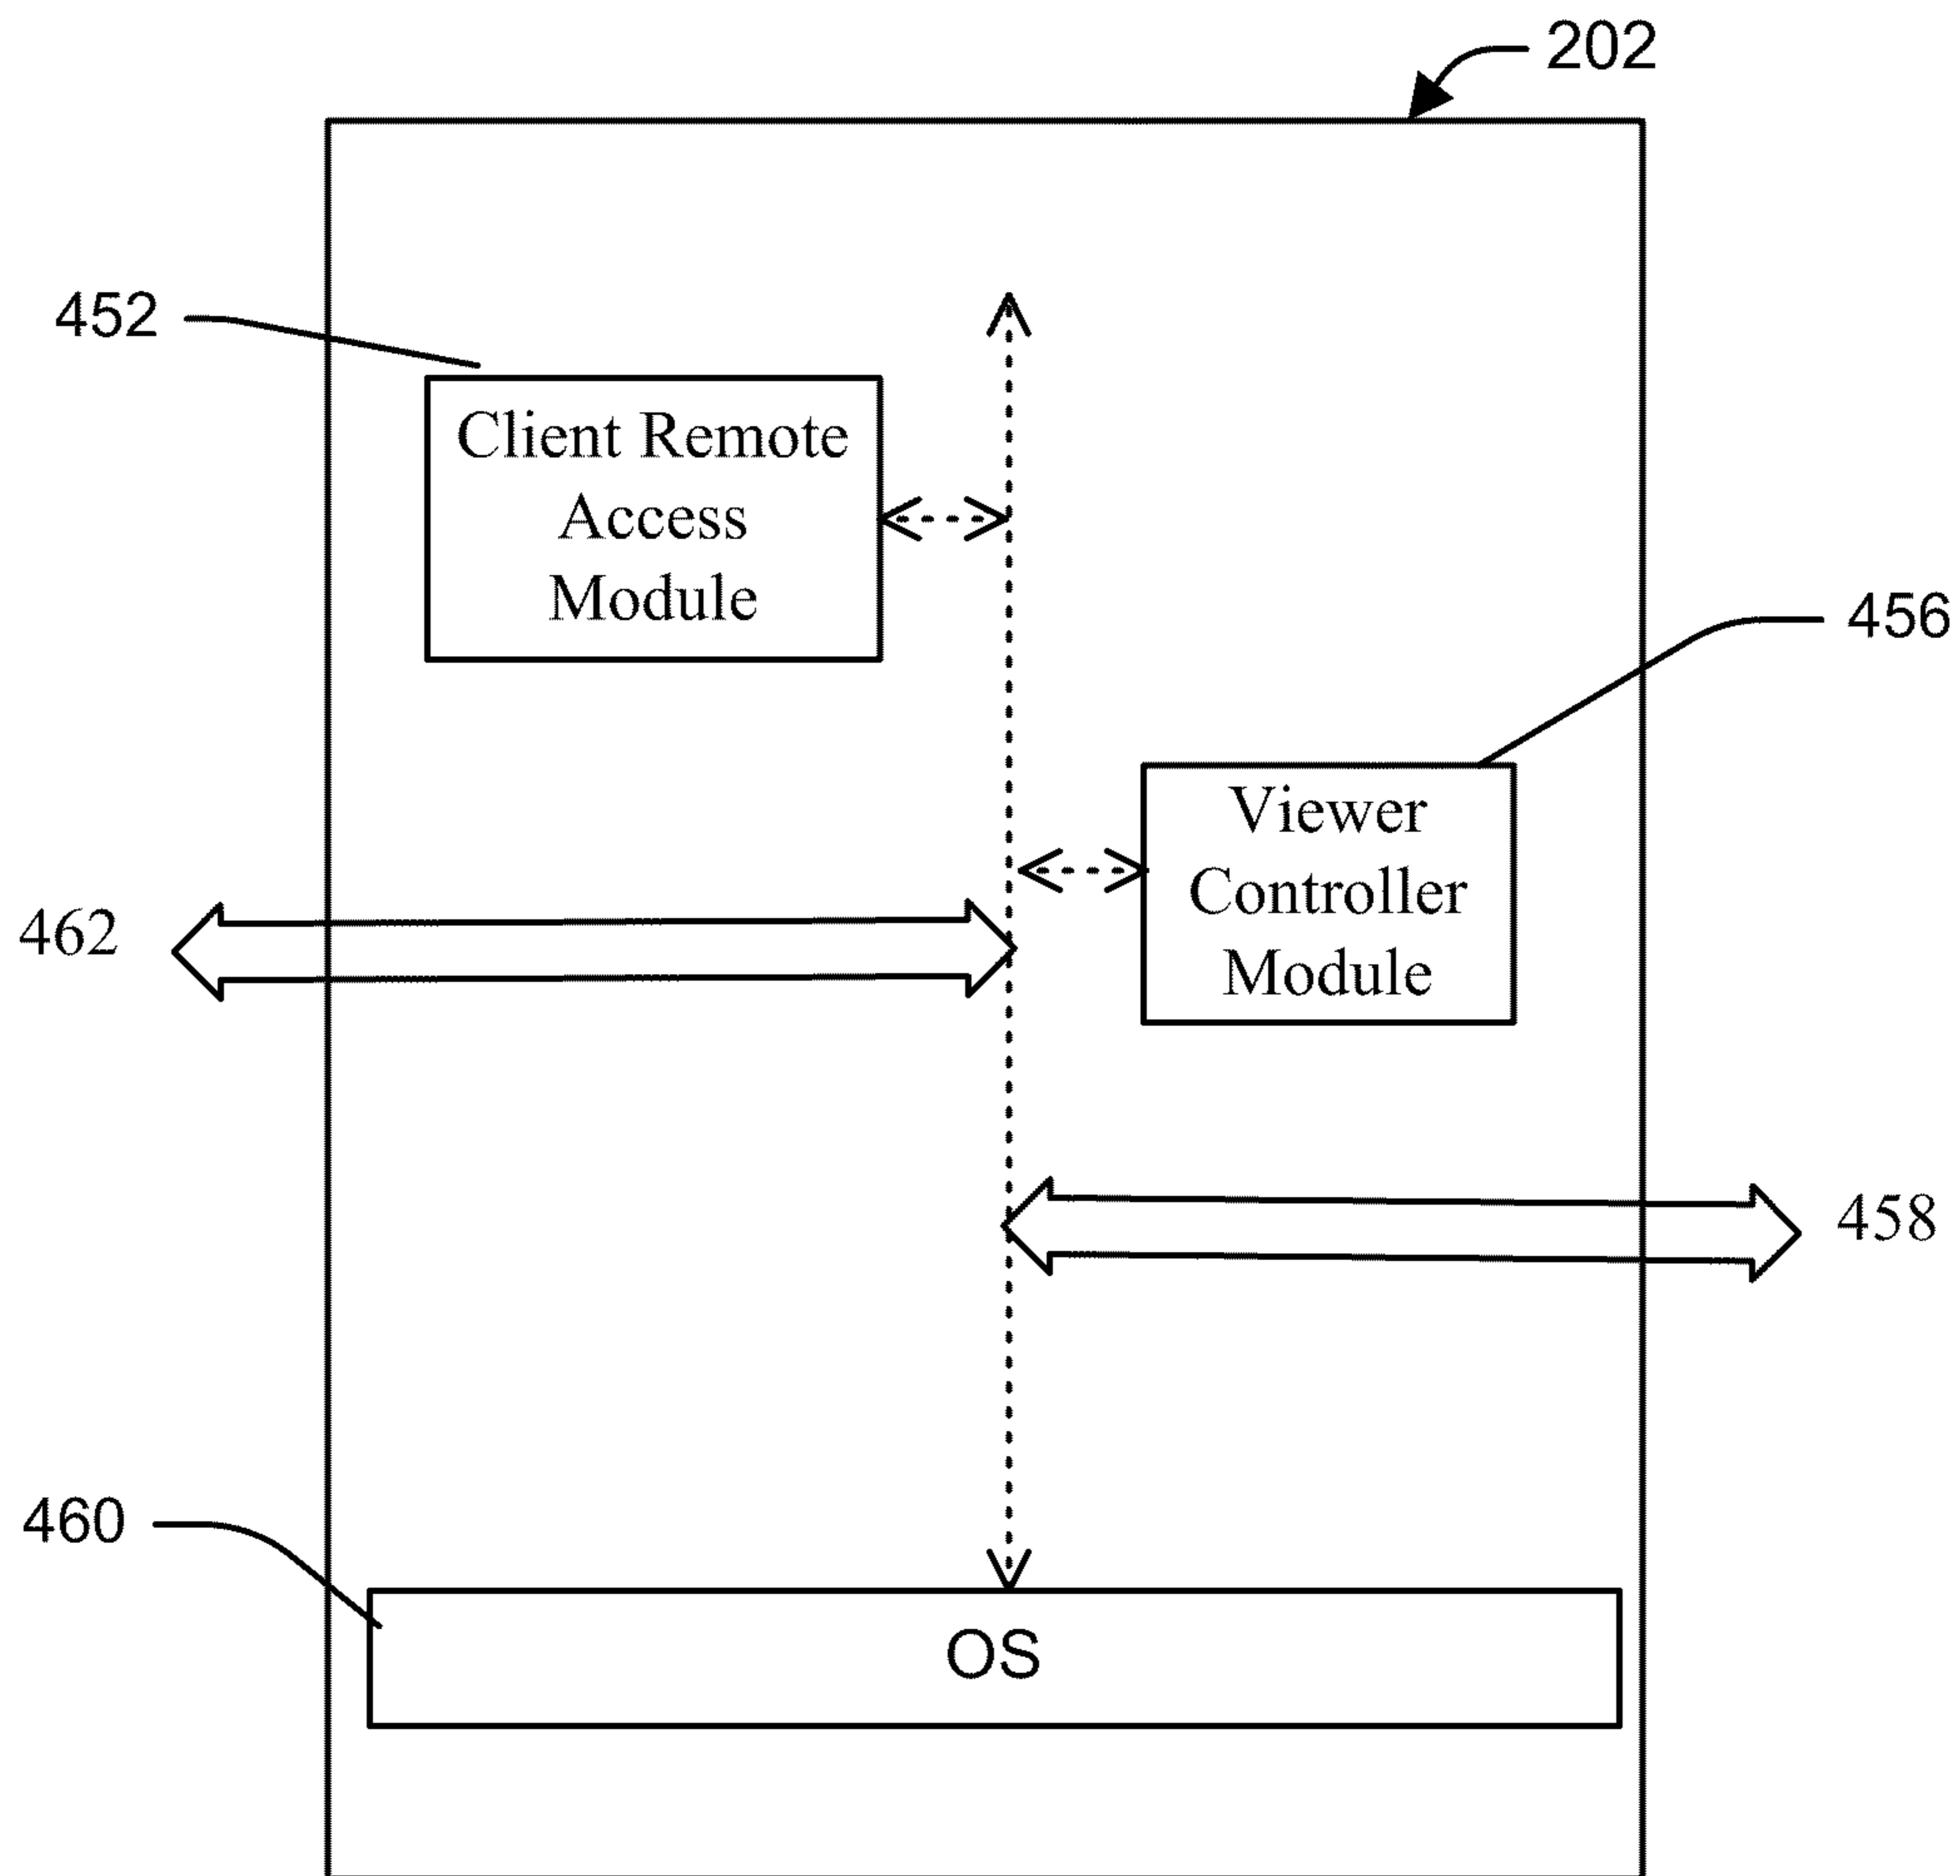 202
452
Client Remote
Access
Module
456
Viewer
Controller
Module
462
458
460
OS